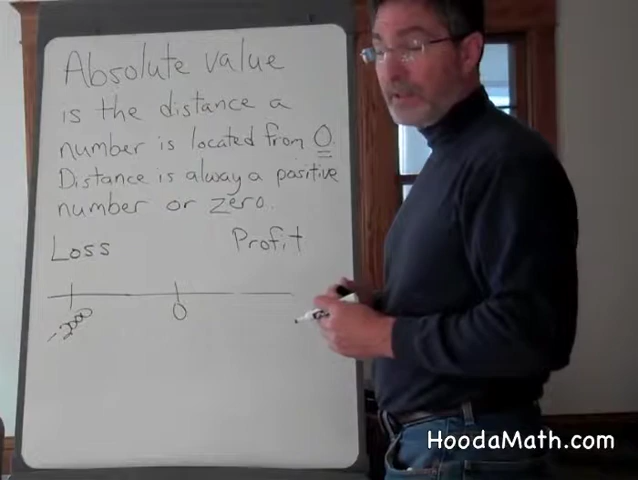 Absolute value
is the distance a
number is located from 0.
Distance is alway a positive
number or zero.
Loss Profit
-2000 0
HoodaMath.com